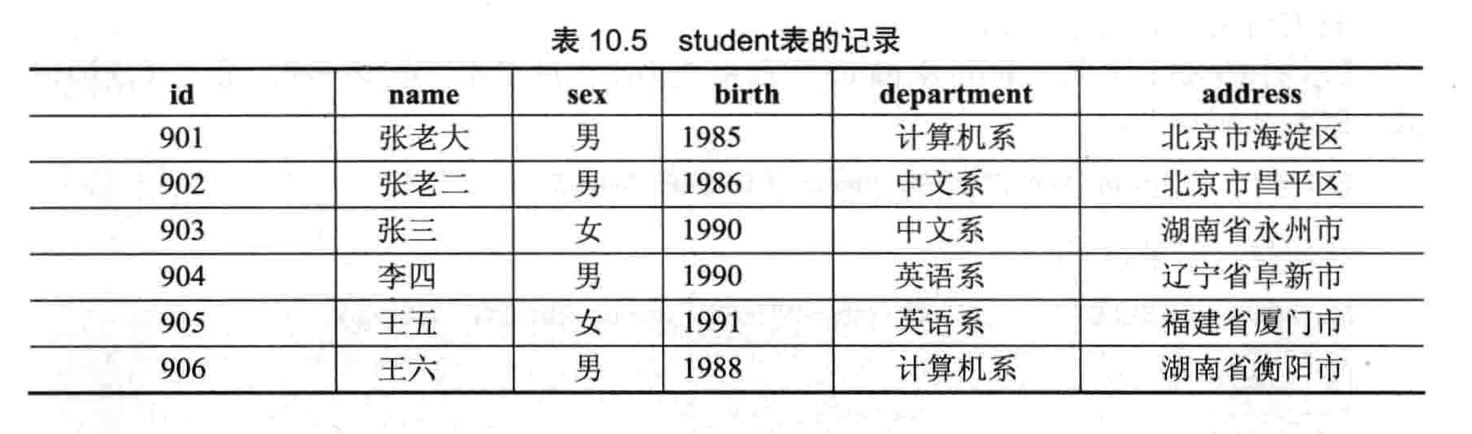 表 10.5 student表的记录
id name sex birth department address
901 张老大 男 1985 计算机系 北京市海淀区
902 张老二 男 1986 中文系 北京市昌平区
903 张三 女 1990 中文系 湖南省永州市
904 李四 男 1990 英语系 辽宁省阜新市
905 王五 女 1991 英语系 福建省厦门市
906 王六 男 1988 计算机系 湖南省衡阳市